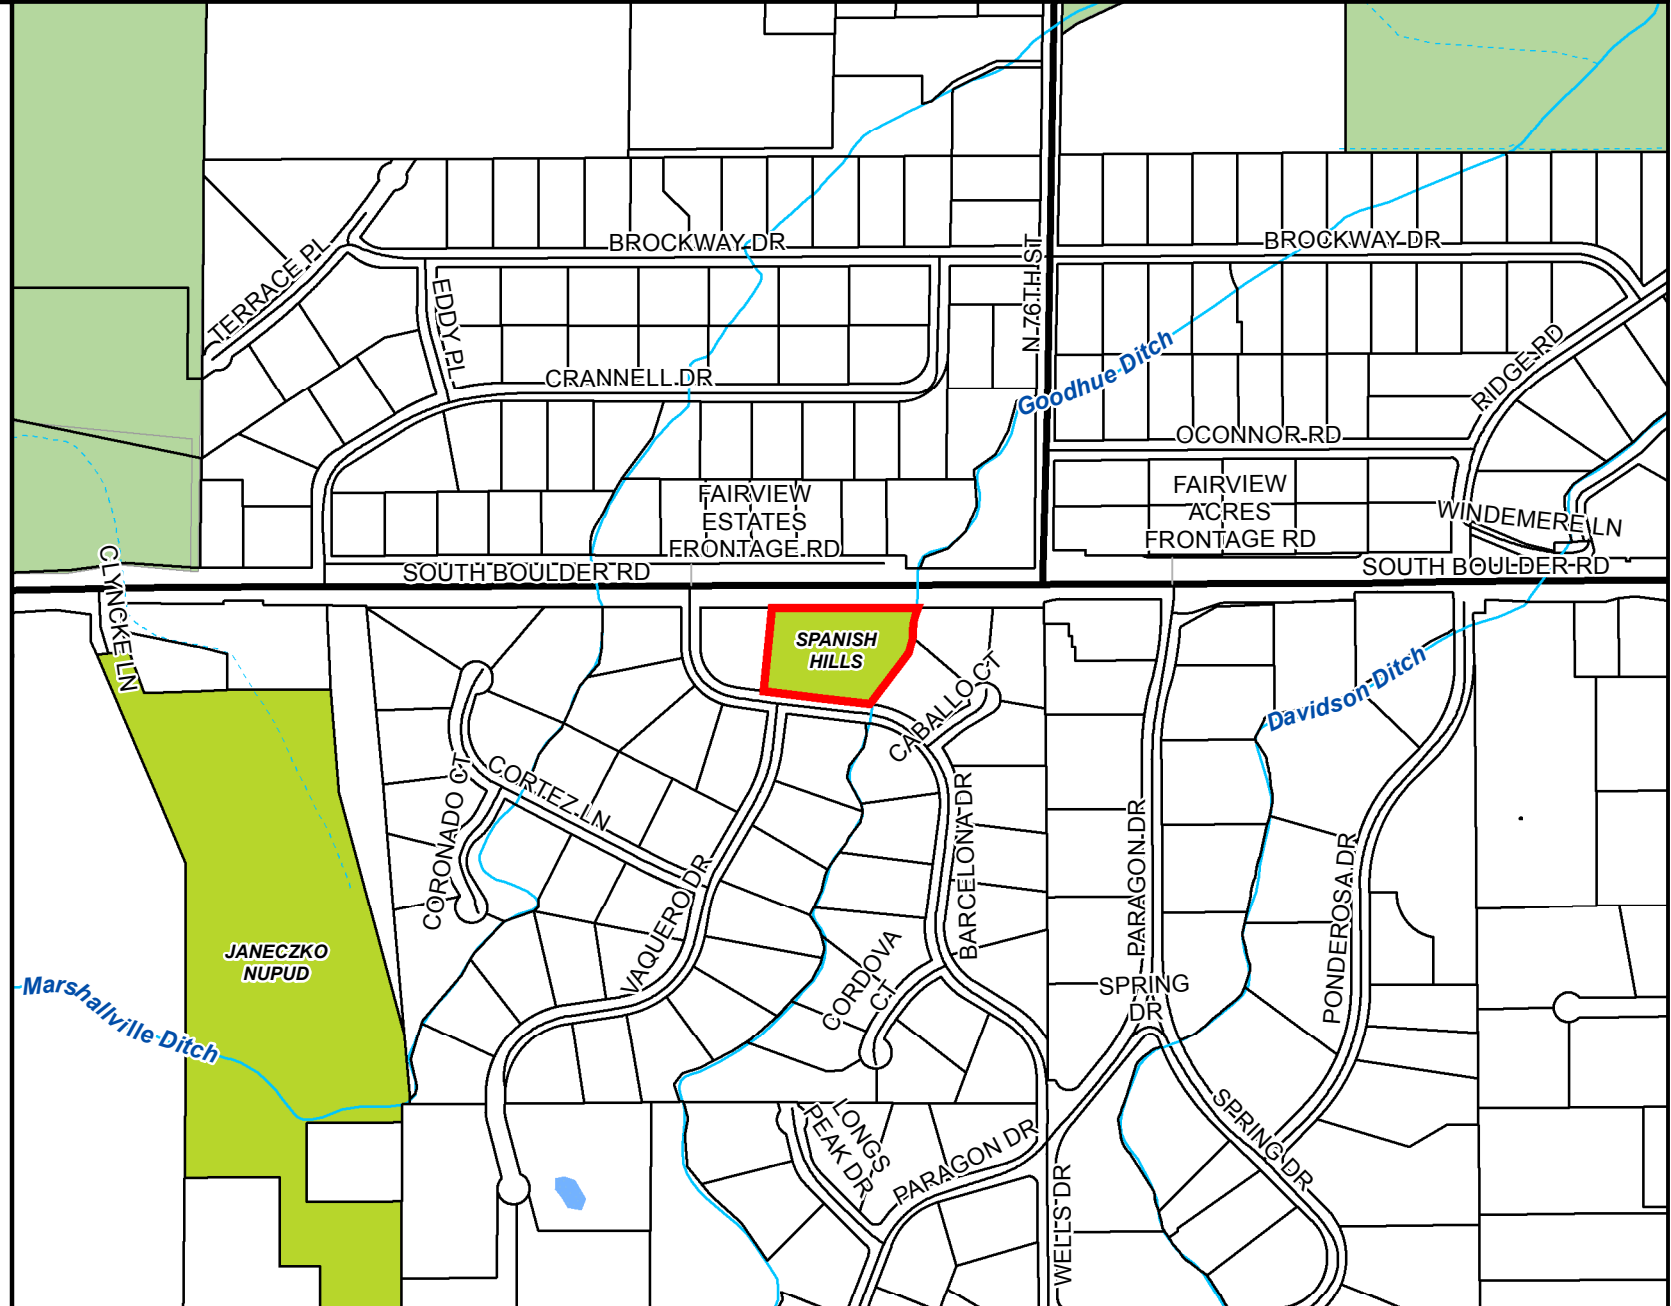 BROCKWAY DR
BROCKWAY DR
TERRACE PL
EDDY PL
N 76TH ST
CRANNELL DR
Goodhue Ditch
RIDGE RD
OCONNOR RD
FAIRVIEW
ESTATES
FRONTAGE RD
FAIRVIEW
ACRES
FRONTAGE RD
WINDEMERE LN
SOUTH BOULDER RD
SOUTH BOULDER RD
CLYNCKE LN
SPANISH
HILLS
CABALLO CT
Davidson Ditch
CORONADO CT
CORTEZ LN
VAQUERO DR
BARCELONA DR
PARAGON DR
PONDEROSA DR
JANECZKO
NUPUD
CORDOVA
CT
SPRING
DR
Marshallville Ditch
LONGS
PEAK DR
PARAGON DR
SPRING DR
WELLS DR